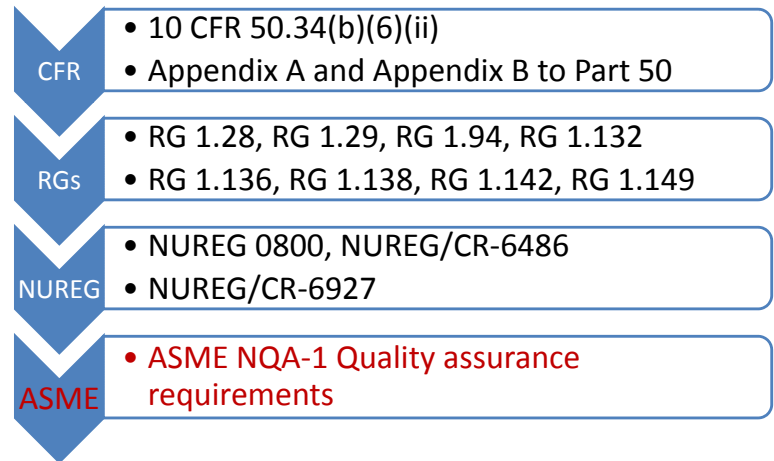 CFR
• 10 CFR 50.34(b)(6)(ii)
• Appendix A and Appendix B to Part 50
RGs
• RG 1.28, RG 1.29, RG 1.94, RG 1.132
• RG 1.136, RG 1.138, RG 1.142, RG 1.149
NUREG
• NUREG 0800, NUREG/CR-6486
• NUREG/CR-6927
ASME
• ASME NQA-1 Quality assurance
requirements